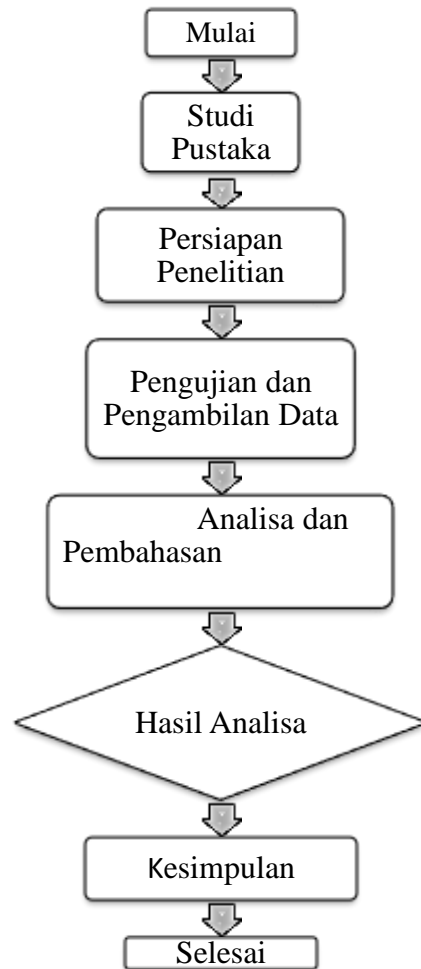 Mulai
Studi
Pustaka
Persiapan
Penelitian
Pengujian dan
Pengambilan Data
Analisa dan
Pembahasan
Hasil Analisa
Kesimpulan
Selesai